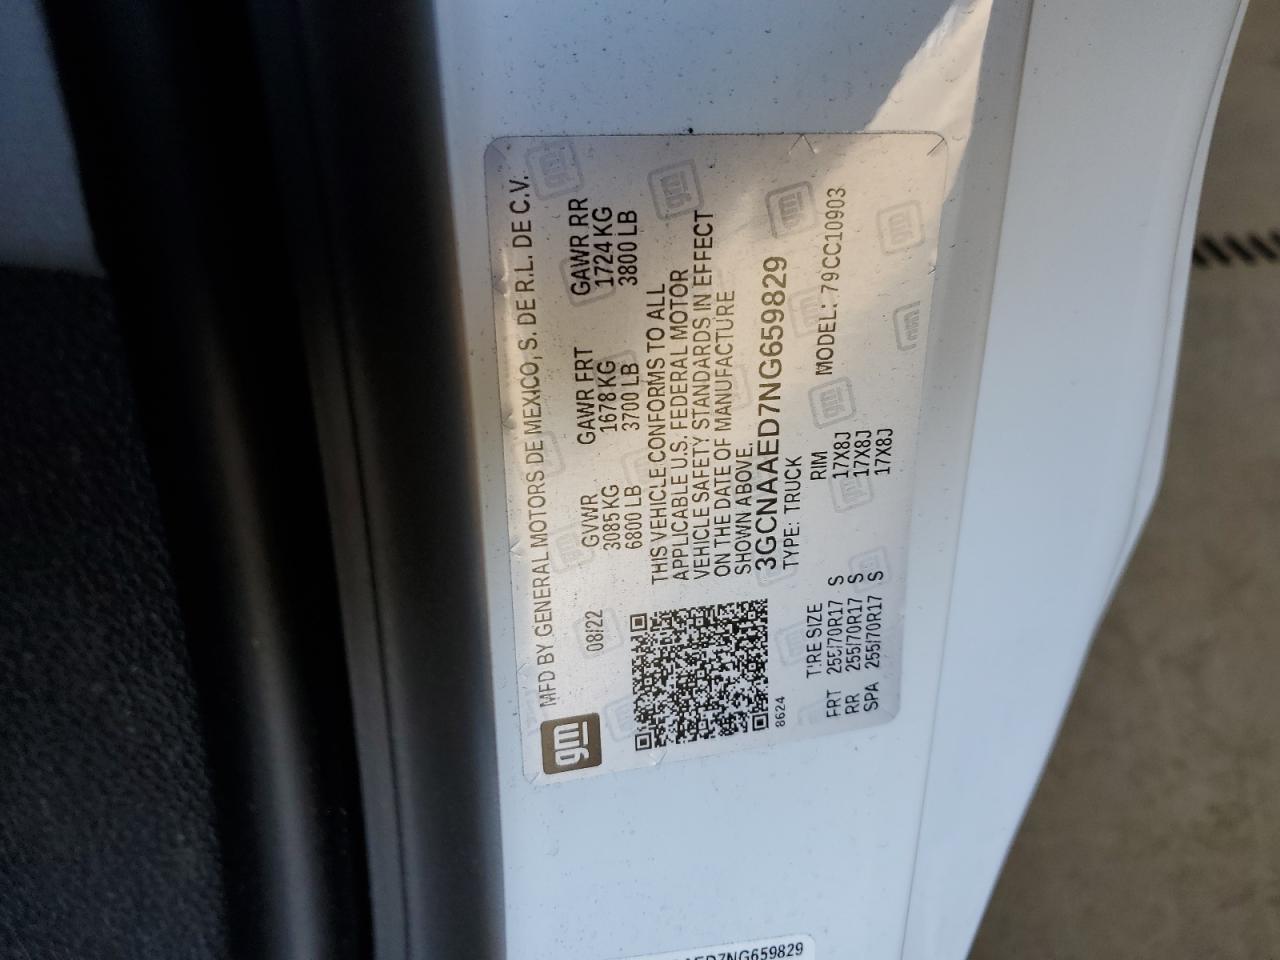 gm MFD BY GENERAL MOTORS DE MEXICO, S. DE R.L. DE C.V.
08/22 GVWR GAWR FRT GAWR RR
3085 KG 1678 KG 1724 KG
6800 LB 3700 LB 3800 LB
THIS VEHICLE CONFORMS TO ALL
APPLICABLE U.S. FEDERAL MOTOR
VEHICLE SAFETY STANDARDS IN EFFECT
ON THE DATE OF MANUFACTURE
SHOWN ABOVE.
3GCNAAED7NG659829
8624 TYPE: TRUCK MODEL: 79CC10903
TIRE SIZE RIM
FRT 255/70R17 S 17X8J
RR 255/70R17 S 17X8J
SPA 255/70R17 S 17X8J
AED7NG659829